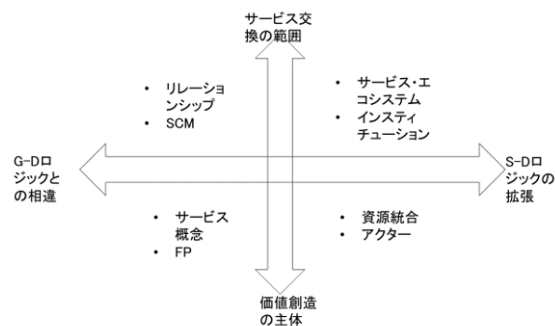 サービス交
換の範囲
• リレーショ
ンシップ
• SCM
• サービス・エ
コシステム
• インスティ
チューション
G-Dロ
ジックと
の相違
S-Dロ
ジックの
拡張
• サービス
概念
• FP
• 資源統合
• アクター
価値創造
の主体